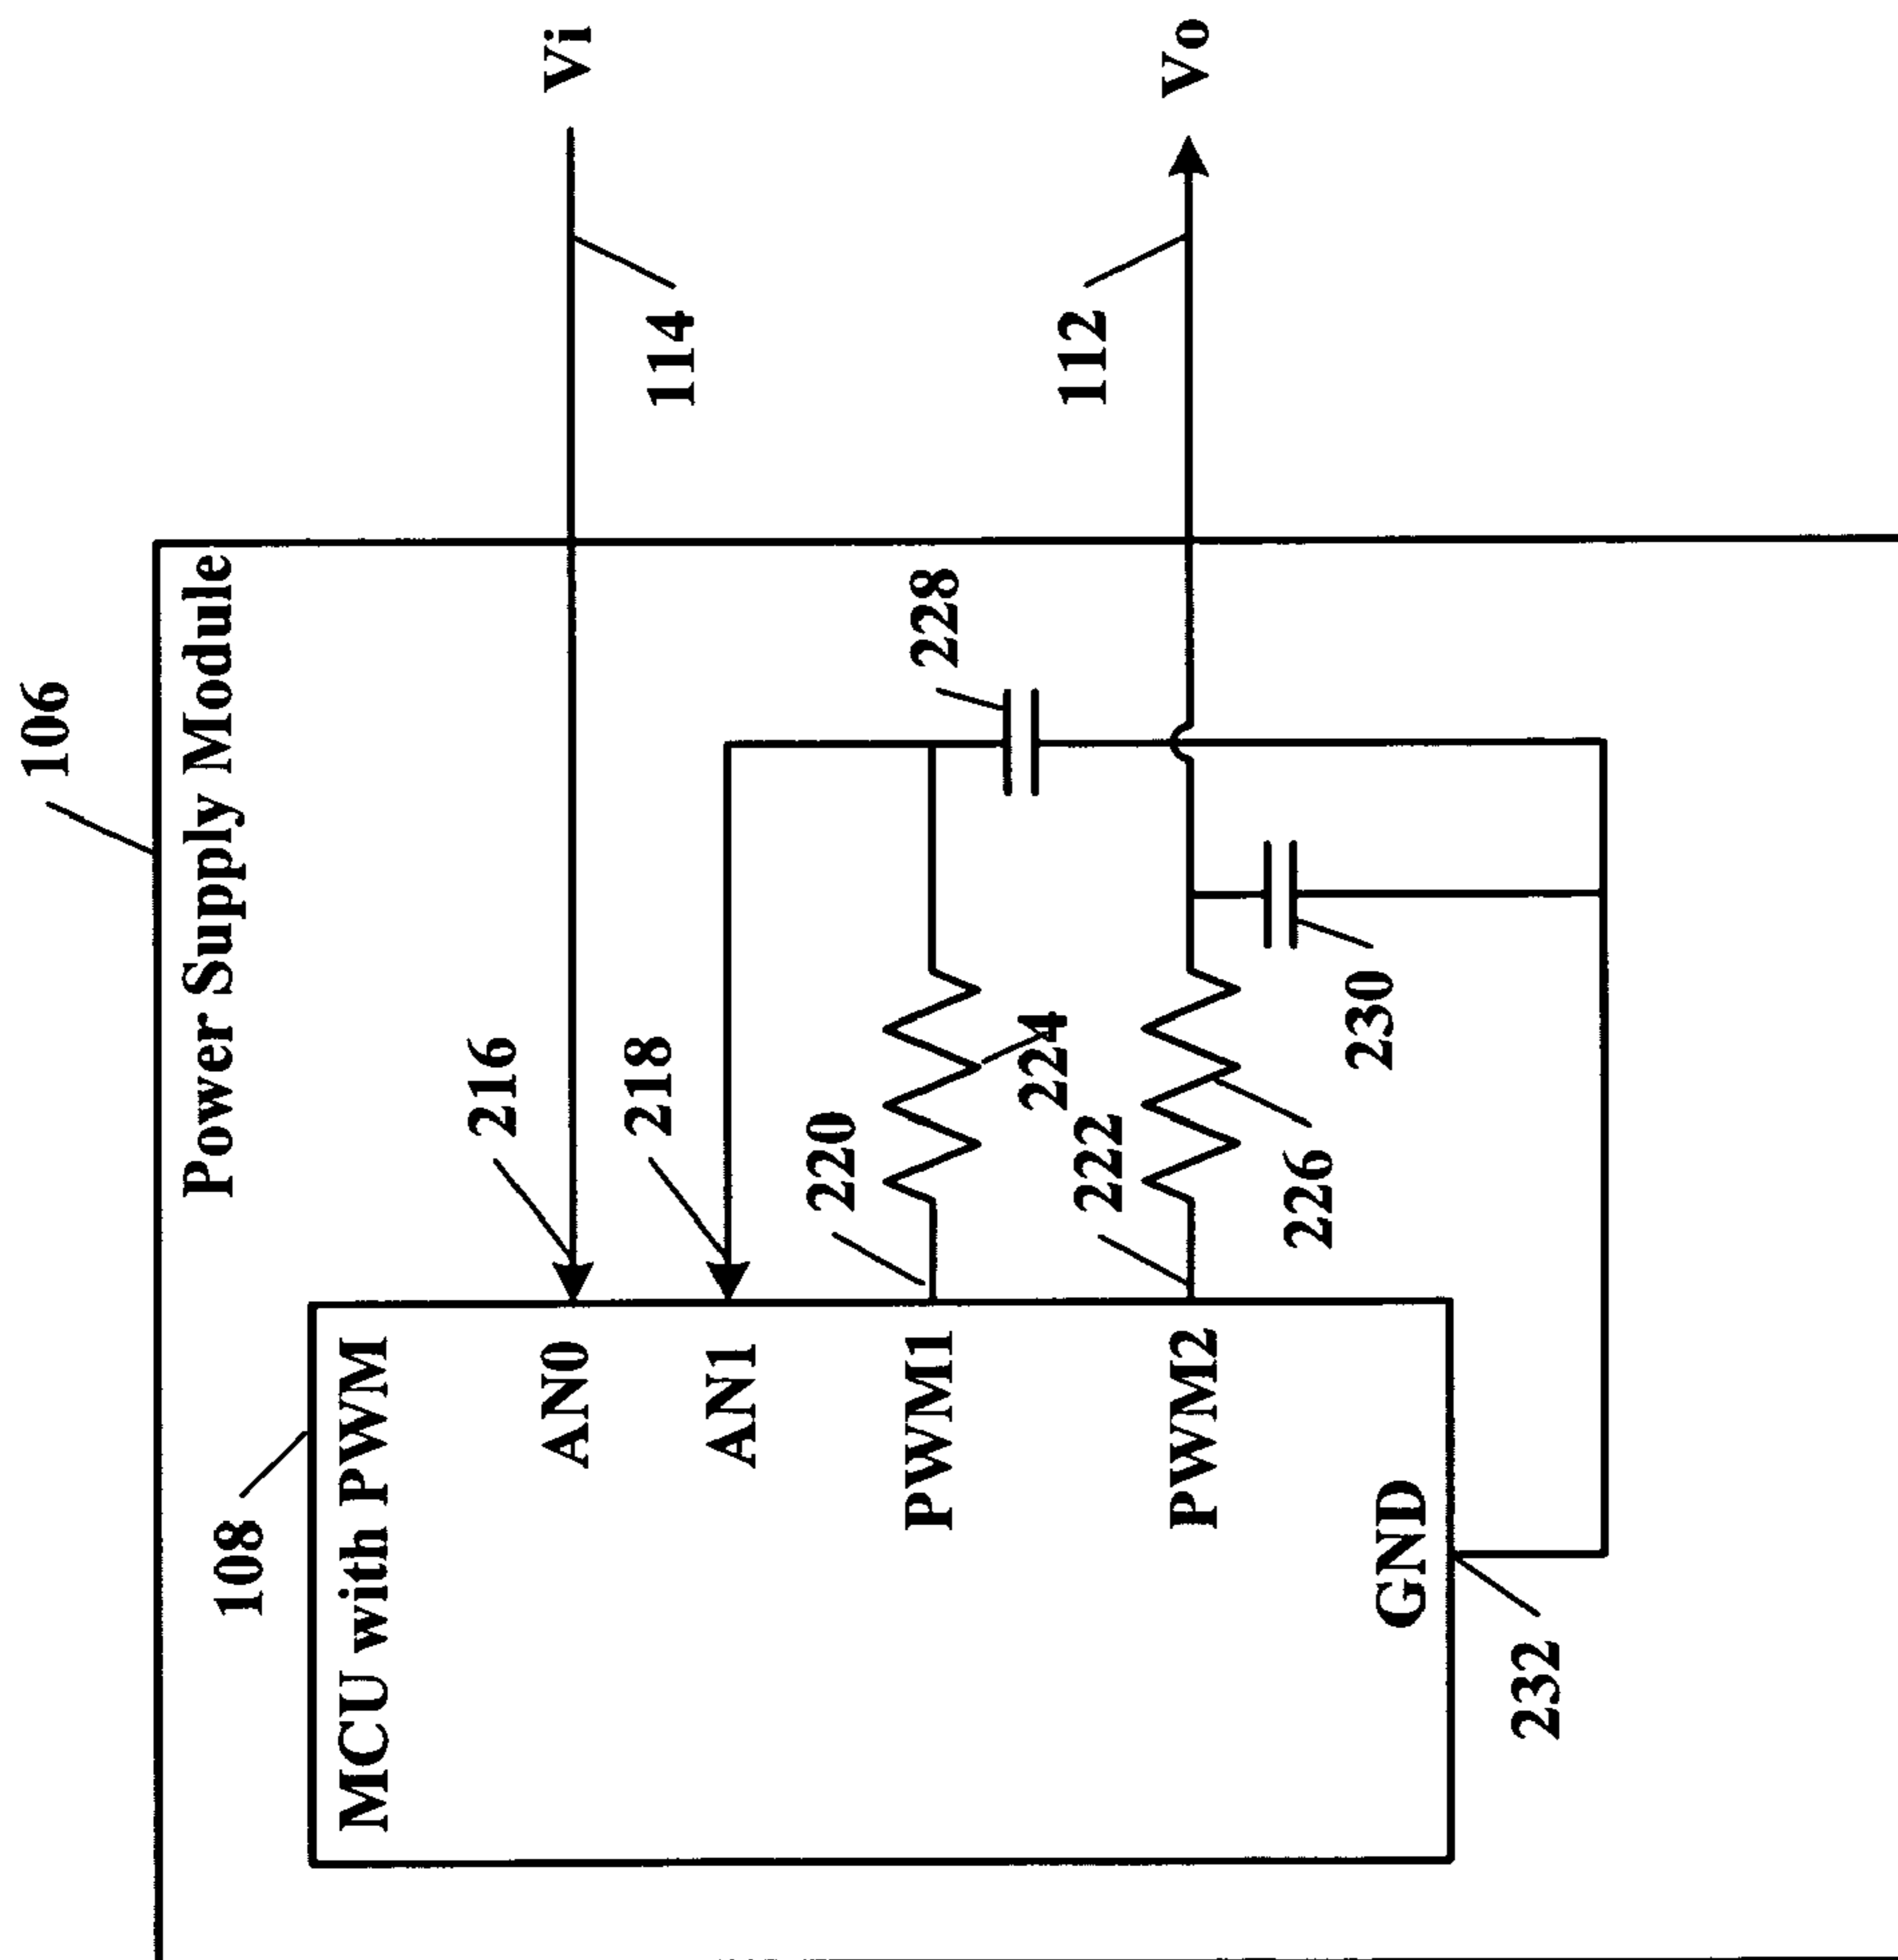 106
Power Supply Module
108
MCU with PWM
216
AN0
Vi
114
218
AN1
220
PWM1
224
228
222
PWM2
226
230
112
Vo
GND
232